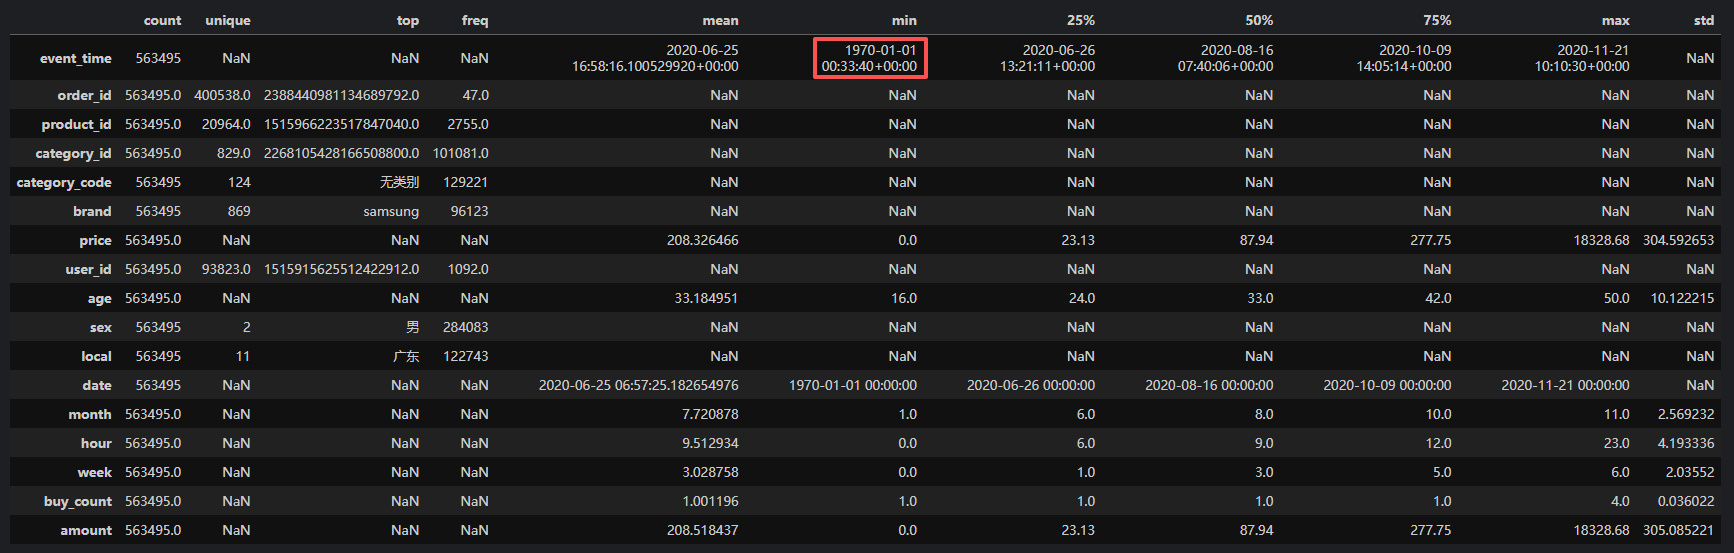 count unique top freq mean min 25% 50% 75% max std
event_time 563495 NaN NaN NaN 2020-06-25 16:58:16.100529920+00:00 1970-01-01 00:33:40+00:00 2020-06-26 13:21:11+00:00 2020-08-16 07:40:06+00:00 2020-10-09 14:05:14+00:00 2020-11-21 10:10:30+00:00 NaN
order_id 563495.0 400538.0 2388440981134689792.0 47.0 NaN NaN NaN NaN NaN NaN NaN
product_id 563495.0 20964.0 1515966223517847040.0 2755.0 NaN NaN NaN NaN NaN NaN NaN
category_id 563495.0 829.0 2268105428166508800.0 101081.0 NaN NaN NaN NaN NaN NaN NaN
category_code 563495 124 无类别 129221 NaN NaN NaN NaN NaN NaN NaN
brand 563495 869 samsung 96123 NaN NaN NaN NaN NaN NaN NaN
price 563495.0 NaN NaN NaN 208.326466 0.0 23.13 87.94 277.75 18328.68 304.592653
user_id 563495.0 93823.0 1515915625512422912.0 1092.0 NaN NaN NaN NaN NaN NaN NaN
age 563495.0 NaN NaN NaN 33.184951 16.0 24.0 33.0 42.0 50.0 10.122215
sex 563495 2 男 284083 NaN NaN NaN NaN NaN NaN NaN
local 563495 11 广东 122743 NaN NaN NaN NaN NaN NaN NaN
date 563495 NaN NaN NaN 2020-06-25 06:57:25.182654976 1970-01-01 00:00:00 2020-06-26 00:00:00 2020-08-16 00:00:00 2020-10-09 00:00:00 2020-11-21 00:00:00 NaN
month 563495.0 NaN NaN NaN 7.720878 1.0 6.0 8.0 10.0 11.0 2.569232
hour 563495.0 NaN NaN NaN 9.512934 0.0 6.0 9.0 12.0 23.0 4.193336
week 563495.0 NaN NaN NaN 3.028758 0.0 1.0 3.0 5.0 6.0 2.03552
buy_count 563495.0 NaN NaN NaN 1.001196 1.0 1.0 1.0 1.0 4.0 0.036022
amount 563495.0 NaN NaN NaN 208.518437 0.0 23.13 87.94 277.75 18328.68 305.085221